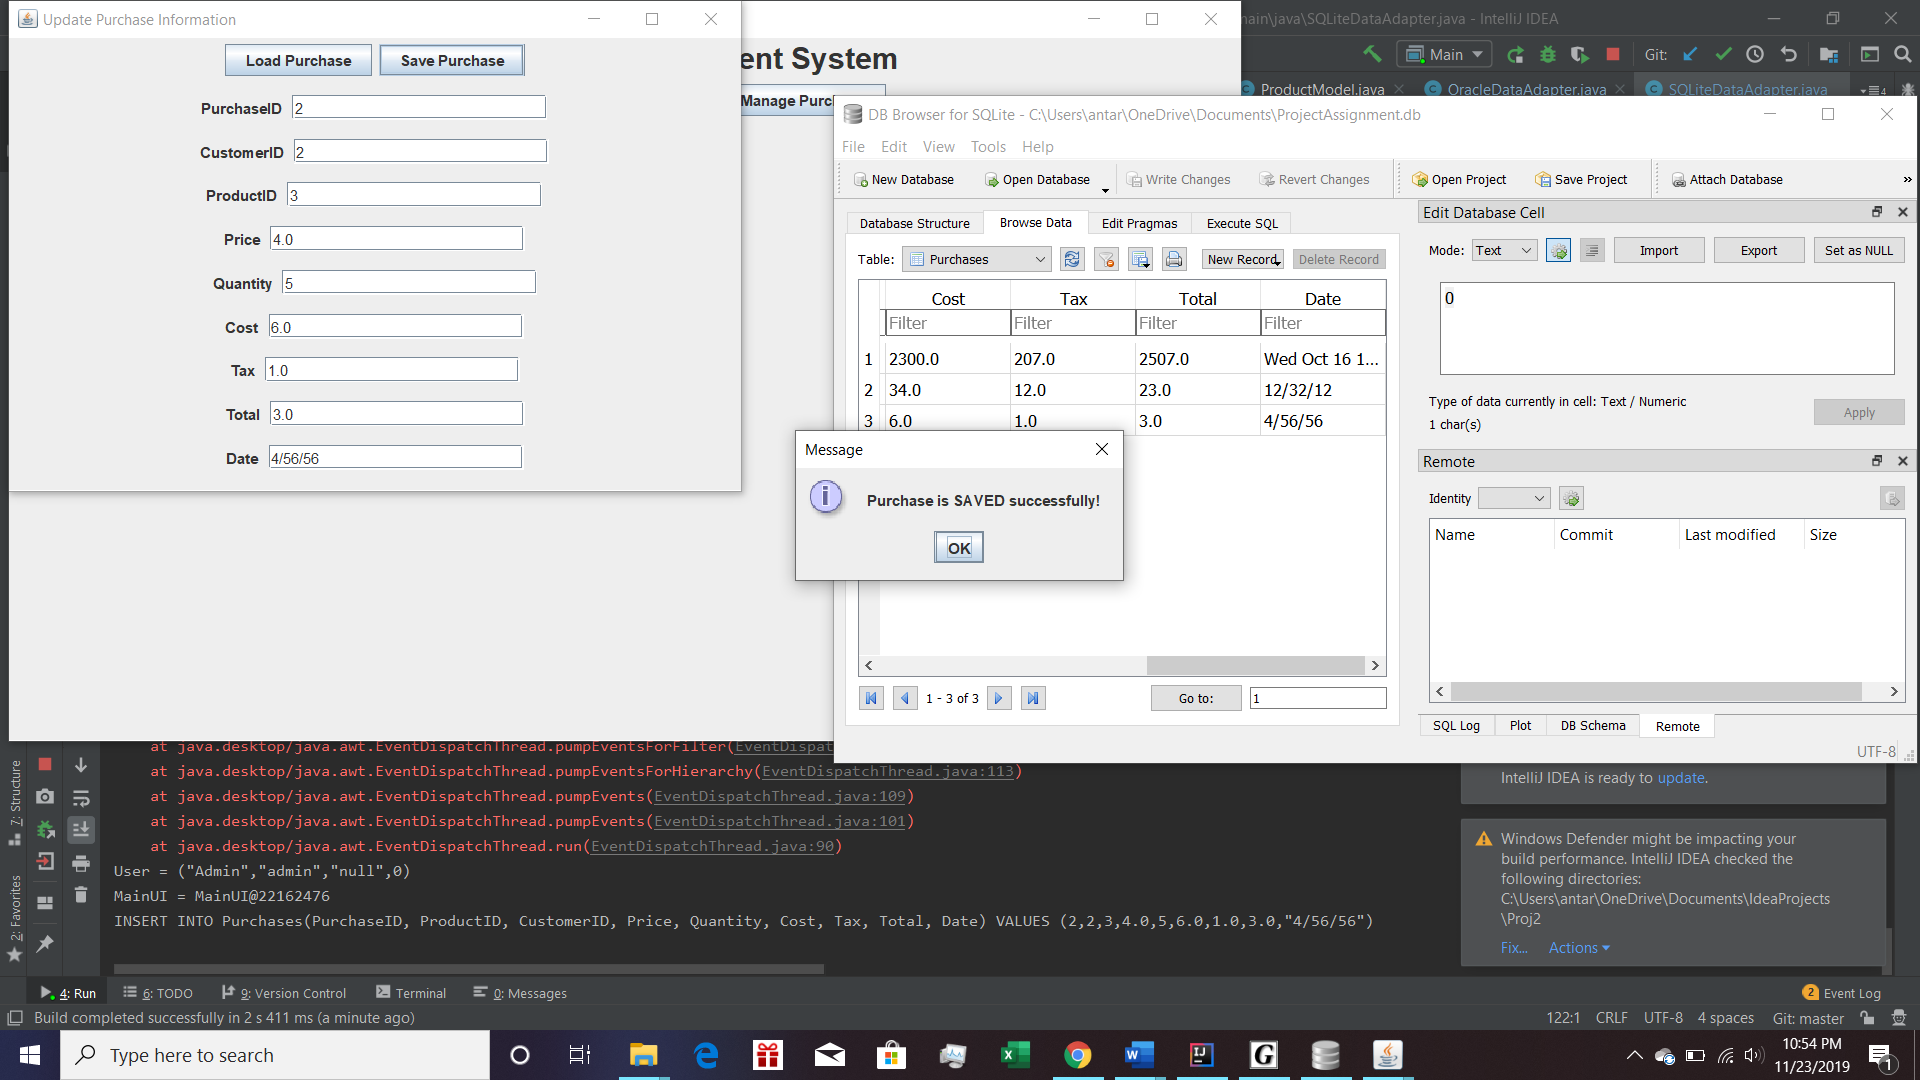 Update Purchase Information
Load Purchase
Save Purchase
PurchaseID 2
CustomerID 2
ProductID 3
Price 4.0
Quantity 5
Cost 6.0
Tax 1.0
Total 3.0
Date 4/56/56
ent System
Manage Purc
main\java\SQLiteDataAdapter.java - IntelliJ IDEA
Main
Git:
ProductModel.java
OracleDataAdapter.java
SQLiteDataAdapter.java
DB Browser for SQLite - C:\Users\antar\OneDrive\Documents\ProjectAssignment.db
File Edit View Tools Help
New Database
Open Database
Write Changes
Revert Changes
Open Project
Save Project
Attach Database
»
Database Structure
Browse Data
Edit Pragmas
Execute SQL
Table: Purchases
New Record
Delete Record
Cost Tax Total Date
Filter Filter Filter Filter
1 2300.0 207.0 2507.0 Wed Oct 16 1...
2 34.0 12.0 23.0 12/32/12
3 6.0 1.0 3.0 4/56/56
1 - 3 of 3
Go to: 1
Edit Database Cell
Mode: Text
Import
Export
Set as NULL
0
Type of data currently in cell: Text / Numeric
1 char(s)
Apply
Remote
Identity
Name Commit Last modified Size
SQL Log
Plot
DB Schema
Remote
UTF-8
Message
Purchase is SAVED successfully!
OK
at java.desktop/java.awt.EventDispatchThread.pumpEventsForFilter(EventDispat
at java.desktop/java.awt.EventDispatchThread.pumpEventsForHierarchy(EventDispatchThread.java:113)
at java.desktop/java.awt.EventDispatchThread.pumpEvents(EventDispatchThread.java:109)
at java.desktop/java.awt.EventDispatchThread.pumpEvents(EventDispatchThread.java:101)
at java.desktop/java.awt.EventDispatchThread.run(EventDispatchThread.java:90)
User = ("Admin","admin","null",0)
MainUI = MainUI@22162476
INSERT INTO Purchases(PurchaseID, ProductID, CustomerID, Price, Quantity, Cost, Tax, Total, Date) VALUES (2,2,3,4.0,5,6.0,1.0,3.0,"4/56/56")
7: Structure
2: Favorites
IntelliJ IDEA is ready to update.
Windows Defender might be impacting your
build performance. IntelliJ IDEA checked the
following directories:
C:\Users\antar\OneDrive\Documents\IdeaProjects
\Proj2
Fix... Actions
4: Run
6: TODO
9: Version Control
Terminal
0: Messages
2 Event Log
Build completed successfully in 2 s 411 ms (a minute ago)
122:1 CRLF UTF-8 4 spaces Git: master
Type here to search
10:54 PM
11/23/2019
1